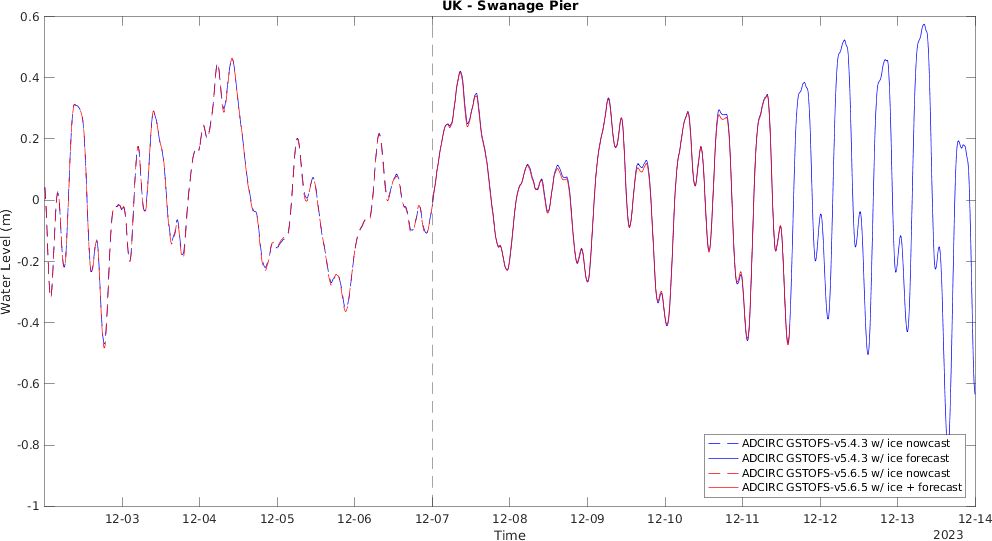 UK - Swanage Pier
0.6
0.4
0.2
0
-0.2
-0.4
-0.6
-0.8
-1
Water Level (m)
ADCIRC GSTOFS-v5.4.3 w/ ice nowcast
ADCIRC GSTOFS-v5.4.3 w/ ice forecast
ADCIRC GSTOFS-v5.6.5 w/ ice nowcast
ADCIRC GSTOFS-v5.6.5 w/ ice + forecast
12-03 12-04 12-05 12-06 12-07 12-08 12-09 12-10 12-11 12-12 12-13 12-14
Time
2023